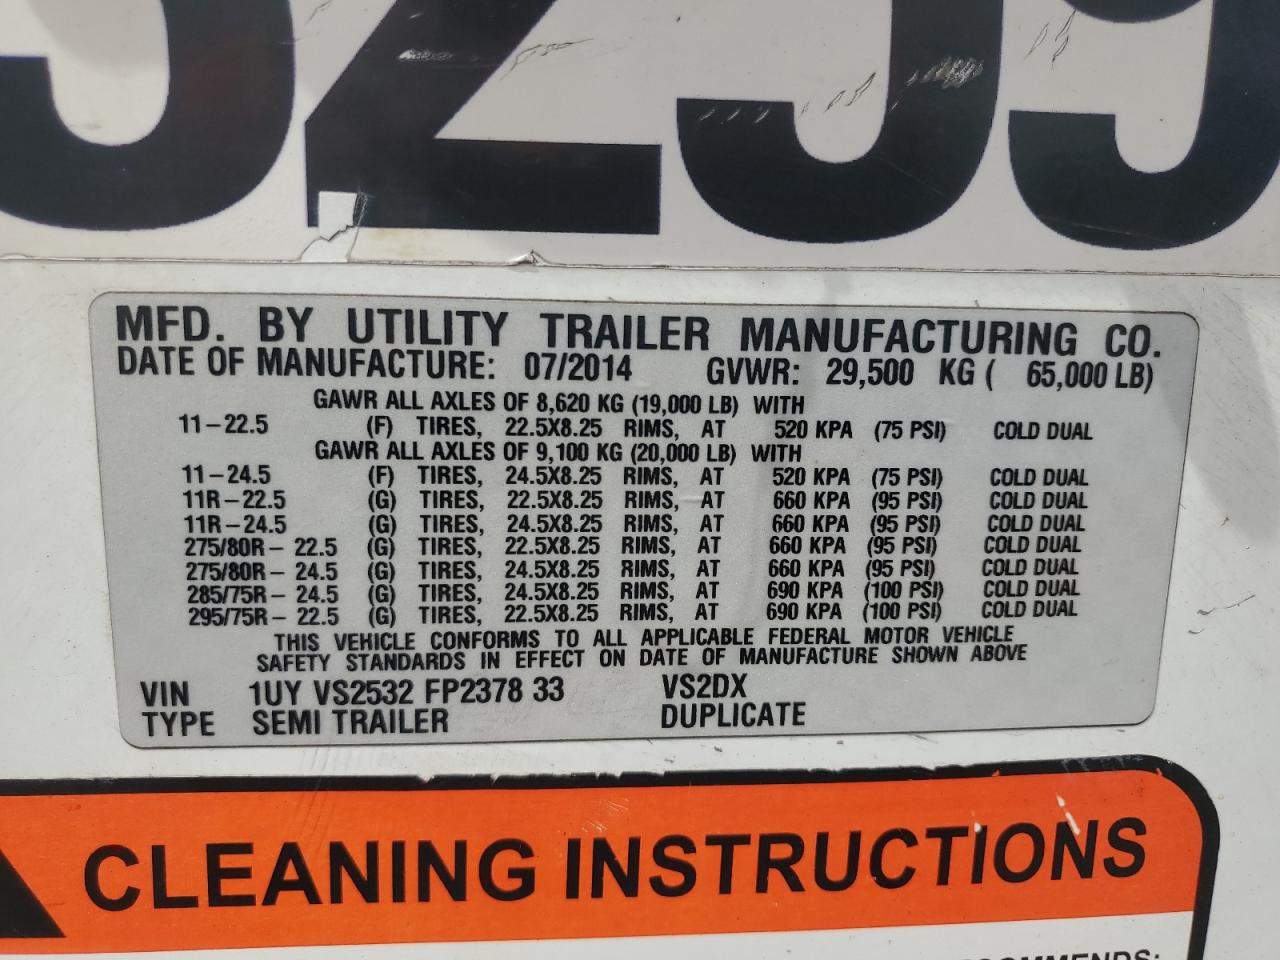 MFD. BY UTILITY TRAILER MANUFACTURING CO.
DATE OF MANUFACTURE: 07/2014 GVWR: 29,500 KG ( 65,000 LB)
GAWR ALL AXLES OF 8,620 KG (19,000 LB) WITH
11-22.5 (F) TIRES, 22.5X8.25 RIMS, AT 520 KPA (75 PSI) COLD DUAL
GAWR ALL AXLES OF 9,100 KG (20,000 LB) WITH
11-24.5 (F) TIRES, 24.5X8.25 RIMS, AT 520 KPA (75 PSI) COLD DUAL
11R-22.5 (G) TIRES, 22.5X8.25 RIMS, AT 660 KPA (95 PSI) COLD DUAL
11R-24.5 (G) TIRES, 24.5X8.25 RIMS, AT 660 KPA (95 PSI) COLD DUAL
275/80R- 22.5 (G) TIRES, 22.5X8.25 RIMS, AT 660 KPA (95 PSI) COLD DUAL
275/80R- 24.5 (G) TIRES, 24.5X8.25 RIMS, AT 660 KPA (95 PSI) COLD DUAL
285/75R- 24.5 (G) TIRES, 24.5X8.25 RIMS, AT 690 KPA (100 PSI) COLD DUAL
295/75R- 22.5 (G) TIRES, 22.5X8.25 RIMS, AT 690 KPA (100 PSI) COLD DUAL
THIS VEHICLE CONFORMS TO ALL APPLICABLE FEDERAL MOTOR VEHICLE
SAFETY STANDARDS IN EFFECT ON DATE OF MANUFACTURE SHOWN ABOVE
VIN 1UY VS2532 FP2378 33 VS2DX
TYPE SEMI TRAILER DUPLICATE
CLEANING INSTRUCTIONS